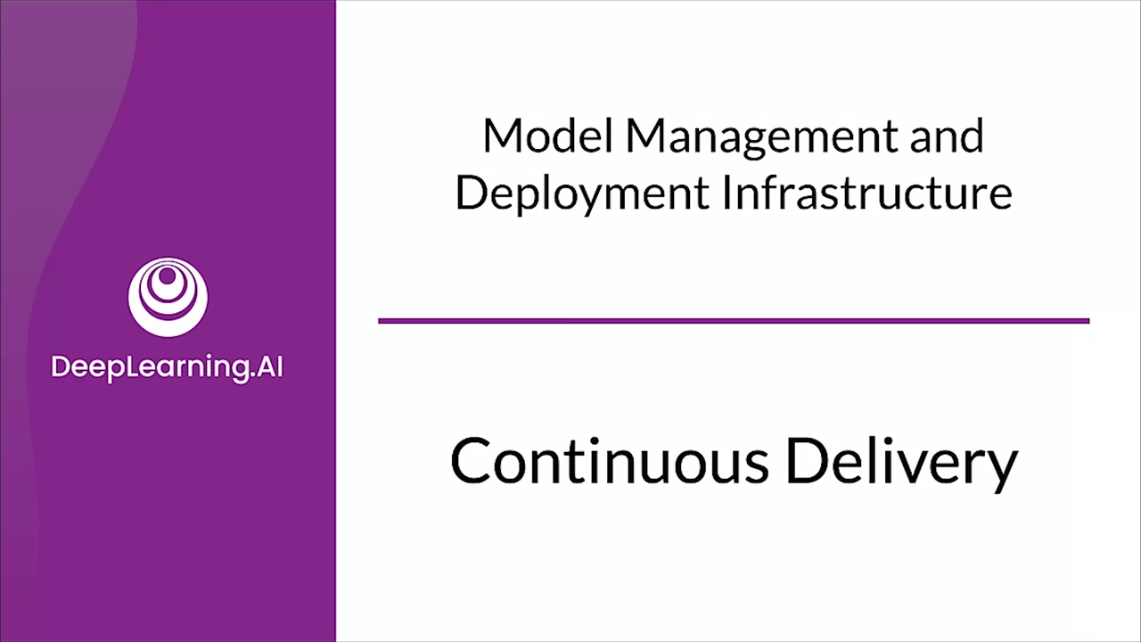 DeepLearning.AI
Model Management and
Deployment Infrastructure
Continuous Delivery